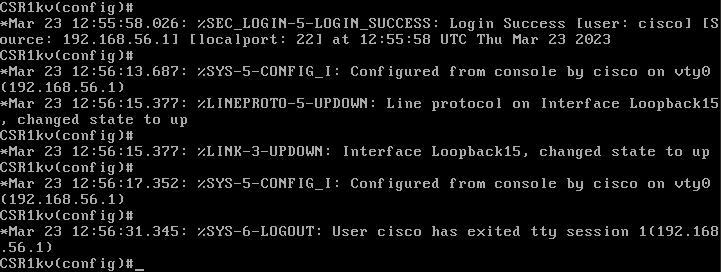 CSR1kv(config)#
*Mar 23 12:55:58.026: %SEC_LOGIN-5-LOGIN_SUCCESS: Login Success [user: cisco] [S
ource: 192.168.56.1] [localport: 22] at 12:55:58 UTC Thu Mar 23 2023
CSR1kv(config)#
*Mar 23 12:56:13.687: %SYS-5-CONFIG_I: Configured from console by cisco on vty0
(192.168.56.1)
*Mar 23 12:56:15.377: %LINEPROTO-5-UPDOWN: Line protocol on Interface Loopback15
, changed state to up
CSR1kv(config)#
*Mar 23 12:56:15.377: %LINK-3-UPDOWN: Interface Loopback15, changed state to up
CSR1kv(config)#
*Mar 23 12:56:17.352: %SYS-5-CONFIG_I: Configured from console by cisco on vty0
(192.168.56.1)
CSR1kv(config)#
*Mar 23 12:56:31.345: %SYS-6-LOGOUT: User cisco has exited tty session 1(192.168
.56.1)
CSR1kv(config)#_